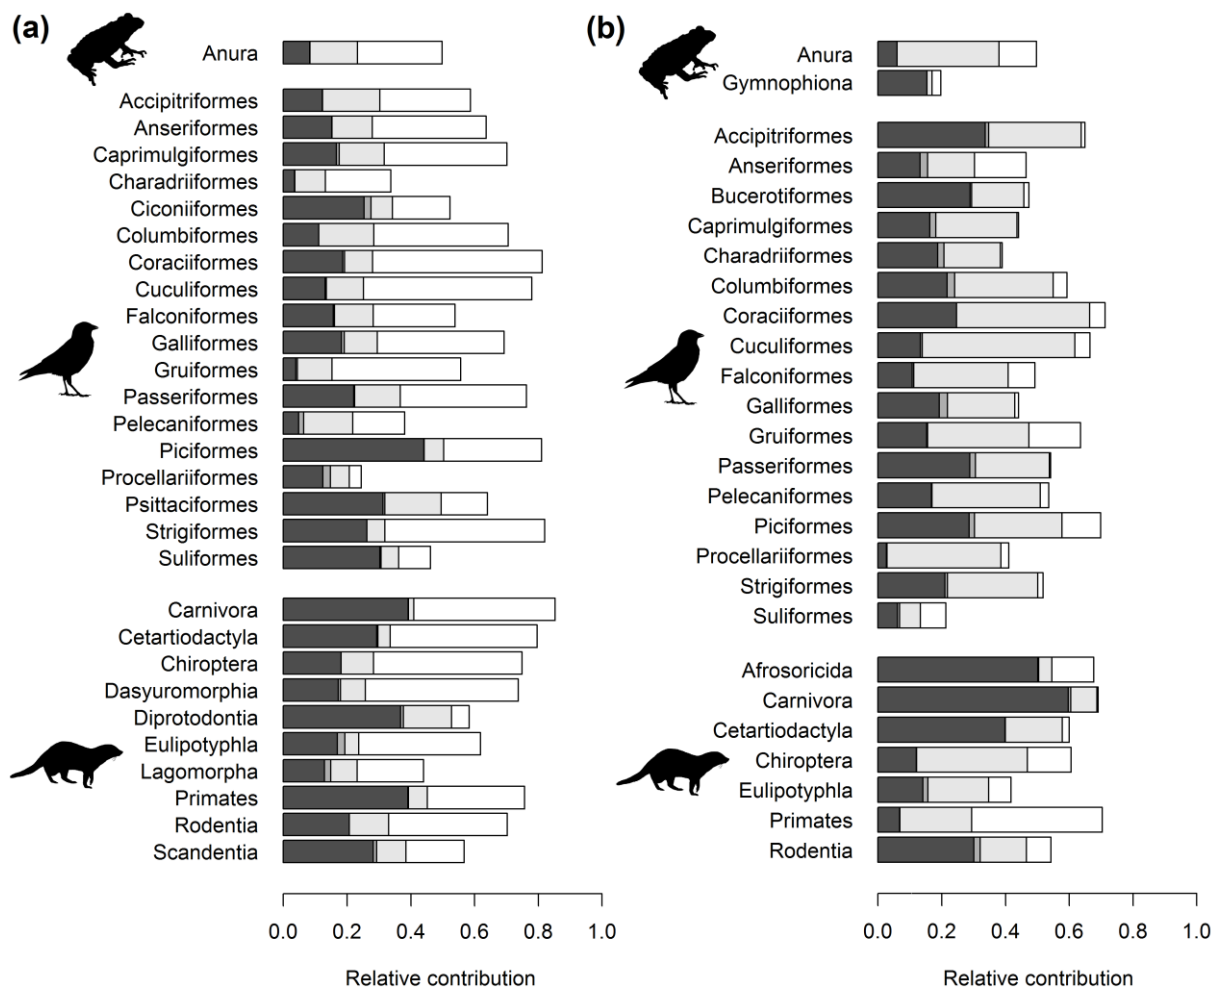 (a)
Anura
Accipitriformes
Anseriformes
Caprimulgiformes
Charadriiformes
Ciconiiformes
Columbiformes
Coraciiformes
Cuculiformes
Falconiformes
Galliformes
Gruiformes
Passeriformes
Pelecaniformes
Piciformes
Procellariiformes
Psittaciformes
Strigiformes
Suliformes
Carnivora
Cetartiodactyla
Chiroptera
Dasyuromorphia
Diprotodontia
Eulipotyphla
Lagomorpha
Primates
Rodentia
Scandentia
0.0 0.2 0.4 0.6 0.8 1.0
Relative contribution
(b)
Anura
Gymnophiona
Accipitriformes
Anseriformes
Bucerotiformes
Caprimulgiformes
Charadriiformes
Columbiformes
Coraciiformes
Cuculiformes
Falconiformes
Galliformes
Gruiformes
Passeriformes
Pelecaniformes
Piciformes
Procellariiformes
Strigiformes
Suliformes
Afrosoricida
Carnivora
Cetartiodactyla
Chiroptera
Eulipotyphla
Primates
Rodentia
0.0 0.2 0.4 0.6 0.8 1.0
Relative contribution